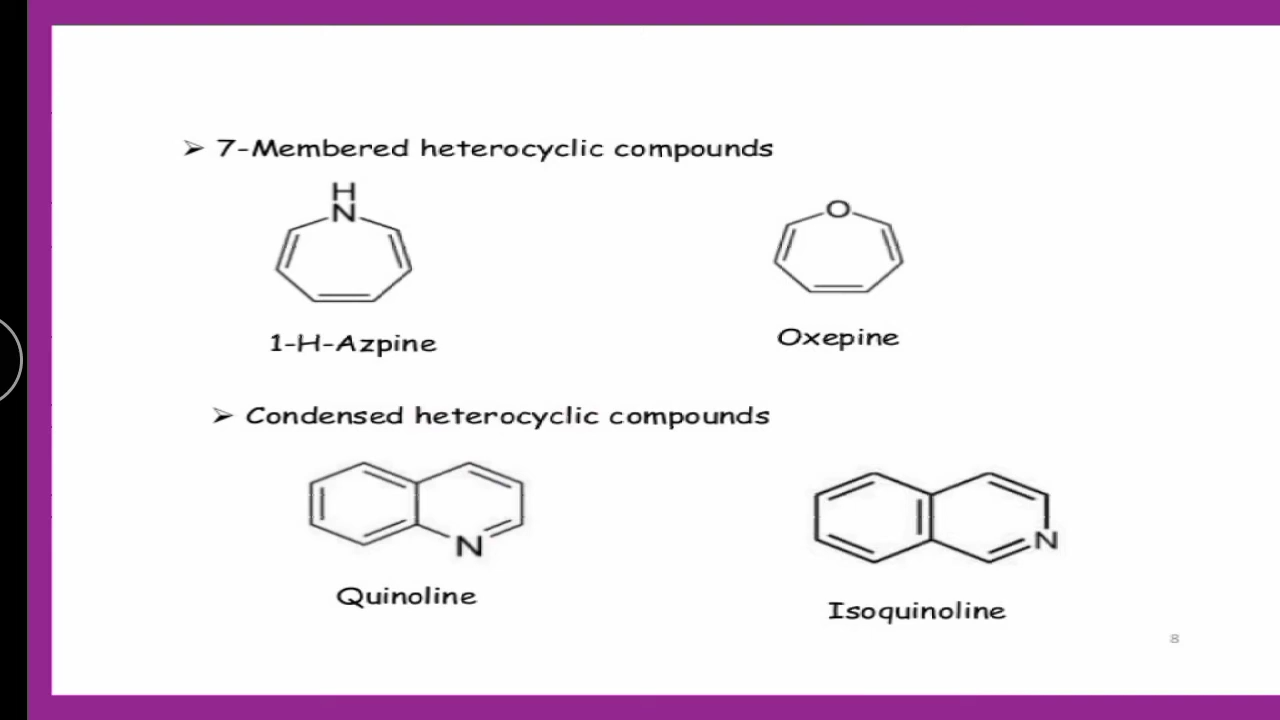 ➢ 7-Membered heterocyclic compounds
H
N
O
1-H-Azpine
Oxepine
➢ Condensed heterocyclic compounds
N
N
Quinoline
Isoquinoline
8